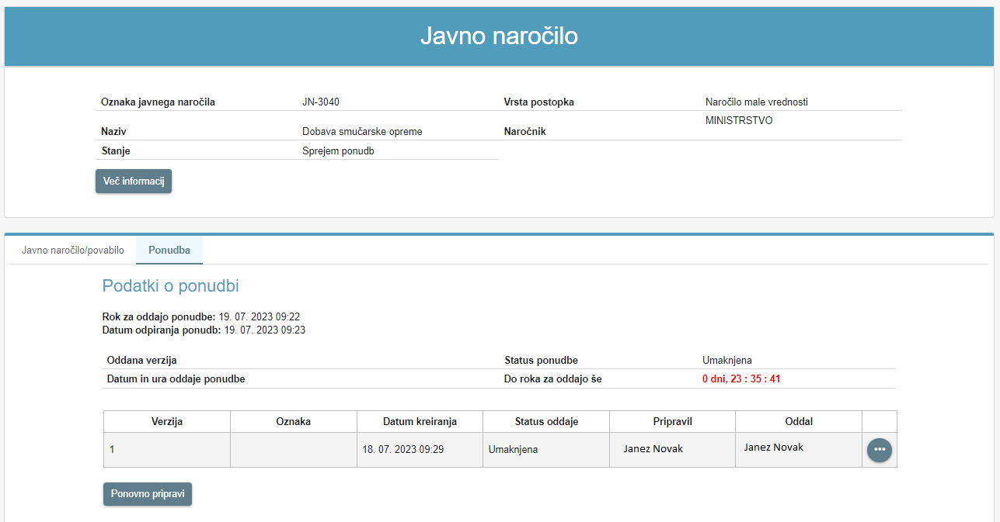 Javno naročilo
Oznaka javnega naročila JN-3040 Vrsta postopka Naročilo male vrednosti
Naziv Dobava smučarske opreme Naročnik MINISTRSTVO
Stanje Sprejem ponudb
Več informacij
Javno naročilo/povabilo Ponudba
Podatki o ponudbi
Rok za oddajo ponudbe: 19. 07. 2023 09:22
Datum odpiranja ponudb: 19. 07. 2023 09:23
Oddana verzija Status ponudbe Umaknjena
Datum in ura oddaje ponudbe Do roka za oddajo še 0 dni, 23 : 35 : 41
Verzija Oznaka Datum kreiranja Status oddaje Pripravil Oddal
1 18. 07. 2023 09:29 Umaknjena Janez Novak Janez Novak
Ponovno pripravi